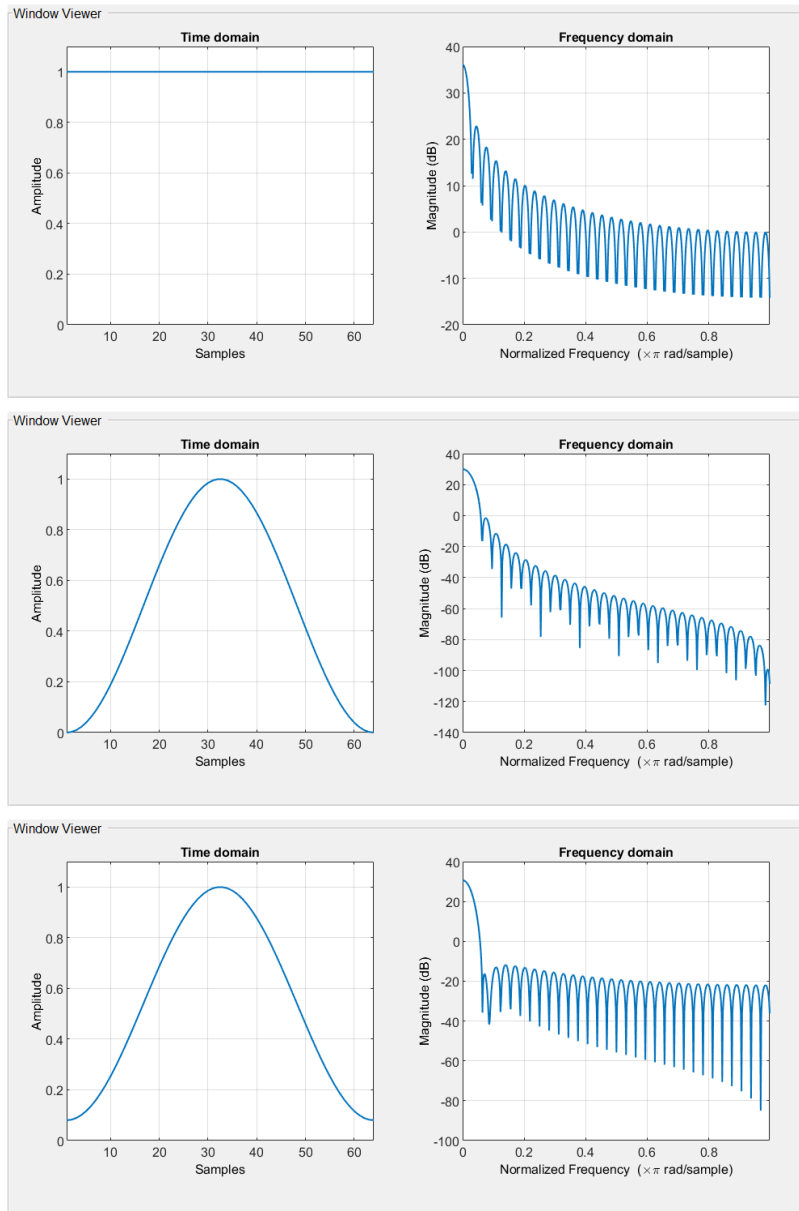 Window Viewer
Time domain
Frequency domain
Amplitude
0
0.2
0.4
0.6
0.8
1
10 20 30 40 50 60
Samples
Magnitude (dB)
40
30
20
10
0
-10
-20
0 0.2 0.4 0.6 0.8
Normalized Frequency (×π rad/sample)
Window Viewer
Time domain
Frequency domain
Amplitude
0
0.2
0.4
0.6
0.8
1
10 20 30 40 50 60
Samples
Magnitude (dB)
40
20
0
-20
-40
-60
-80
-100
-120
-140
0 0.2 0.4 0.6 0.8
Normalized Frequency (×π rad/sample)
Window Viewer
Time domain
Frequency domain
Amplitude
0
0.2
0.4
0.6
0.8
1
10 20 30 40 50 60
Samples
Magnitude (dB)
40
20
0
-20
-40
-60
-80
-100
0 0.2 0.4 0.6 0.8
Normalized Frequency (×π rad/sample)